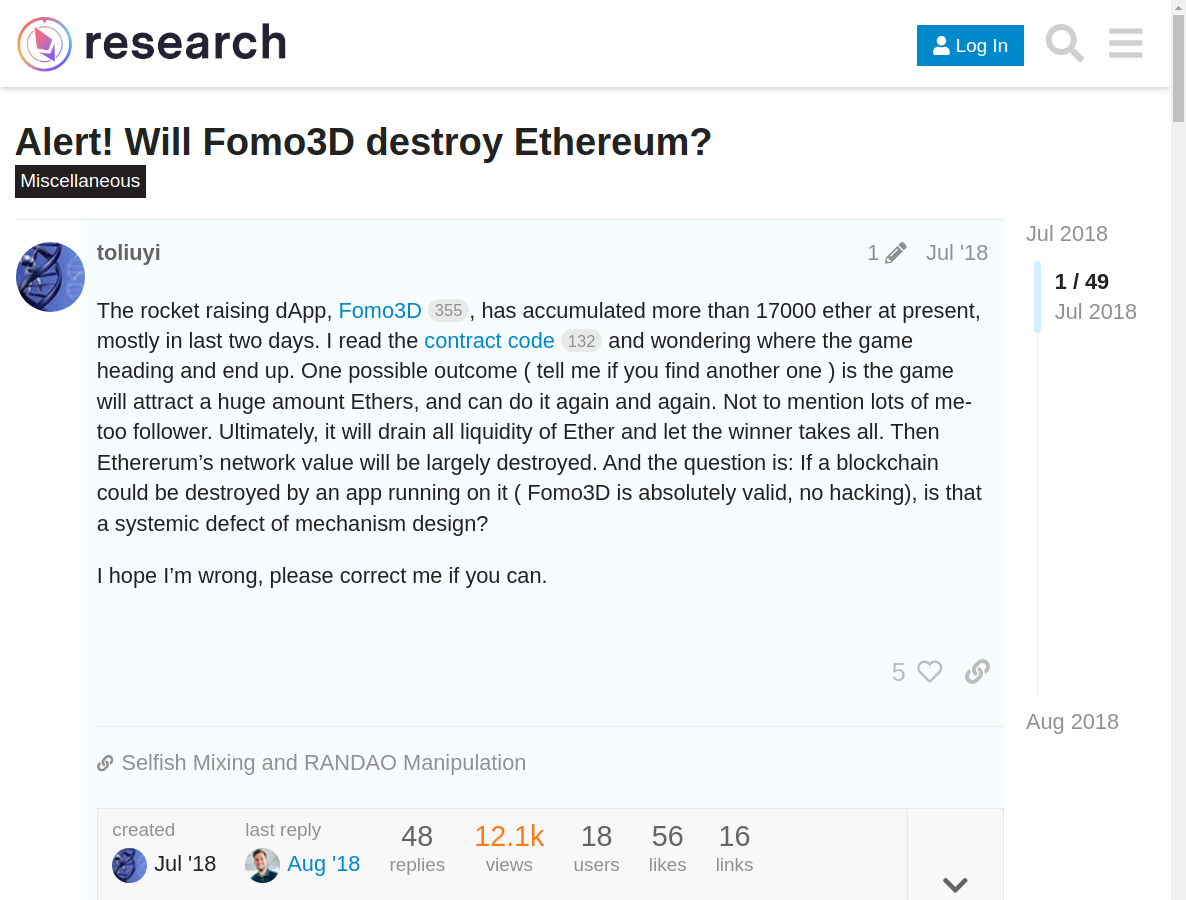 research
Log In
Alert! Will Fomo3D destroy Ethereum?
Miscellaneous
toliuyi
1
Jul '18
The rocket raising dApp, Fomo3D 355, has accumulated more than 17000 ether at present,
mostly in last two days. I read the contract code 132 and wondering where the game
heading and end up. One possible outcome ( tell me if you find another one ) is the game
will attract a huge amount Ethers, and can do it again and again. Not to mention lots of me-
too follower. Ultimately, it will drain all liquidity of Ether and let the winner takes all. Then
Ethererum’s network value will be largely destroyed. And the question is: If a blockchain
could be destroyed by an app running on it ( Fomo3D is absolutely valid, no hacking), is that
a systemic defect of mechanism design?
I hope I’m wrong, please correct me if you can.
5
Selfish Mixing and RANDAO Manipulation
created
Jul '18
last reply
Aug '18
48
replies
12.1k
views
18
users
56
likes
16
links
Jul 2018
1 / 49
Jul 2018
Aug 2018